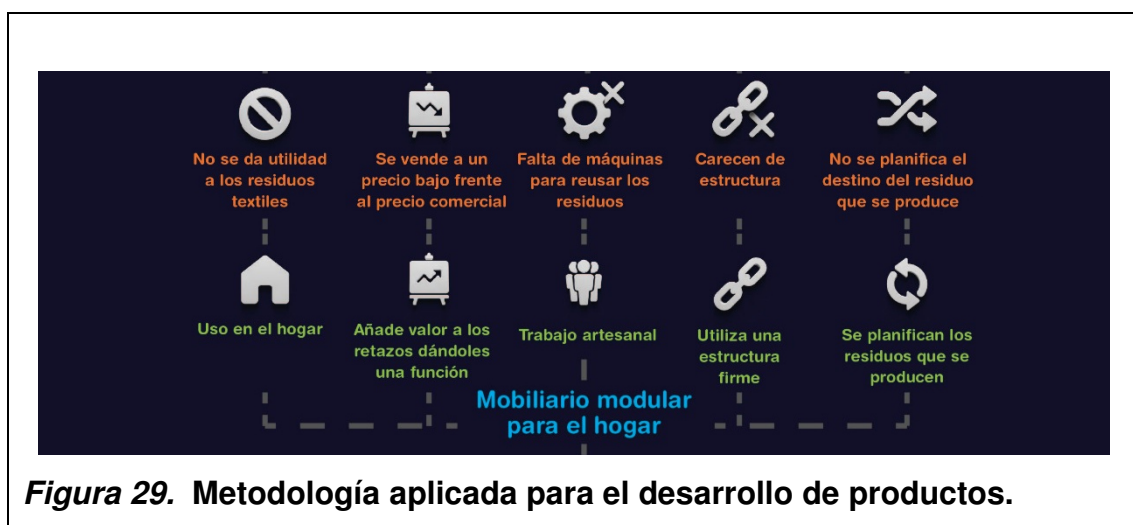 No se da utilidad
a los residuos
textiles
Se vende a un
precio bajo frente
al precio comercial
Falta de máquinas
para reusar los
residuos
Carecen de
estructura
No se planifica el
destino del residuo
que se produce
Uso en el hogar
Añade valor a los
retazos dándoles
una función
Trabajo artesanal
Utiliza una
estructura
firme
Se planifican los
residuos que se
producen
Mobiliario modular
para el hogar
Figura 29. Metodología aplicada para el desarrollo de productos.